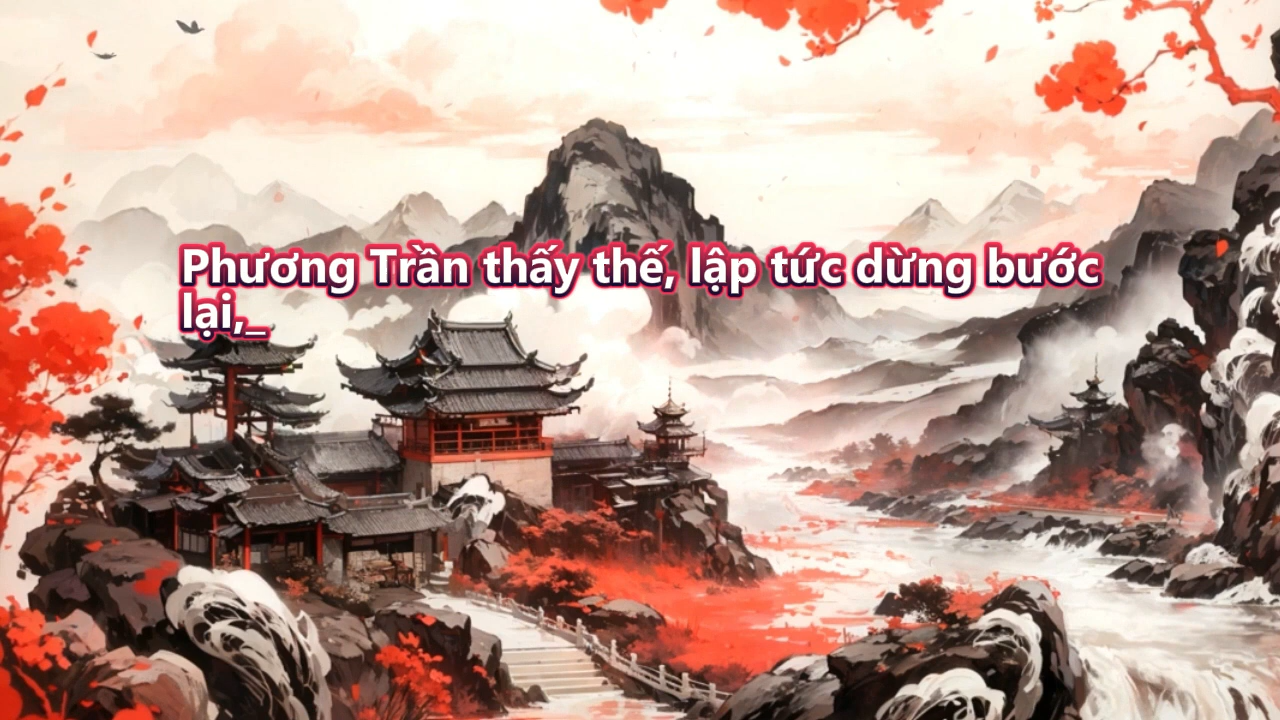 Phương Trần thấy thế, lập tức dừng bước
lại,_